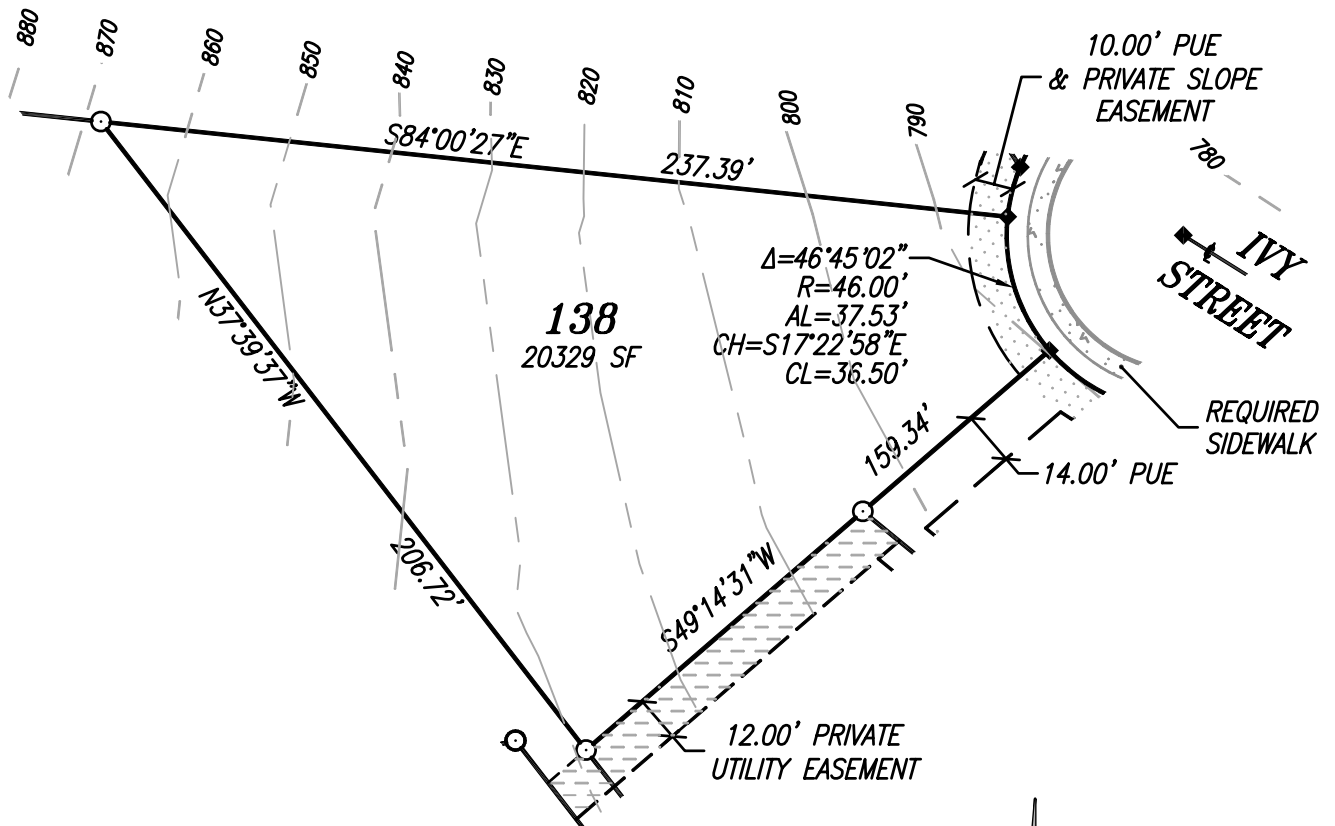 880
870
860
850
840
830
820
810
800
790
780
10.00' PUE
& PRIVATE SLOPE
EASEMENT
S84°00'27"E
237.39'
IVY
STREET
Δ=46°45'02"
R=46.00'
AL=37.53'
CH=S17°22'58"E
CL=36.50'
138
20329 SF
N37°39'37"W
206.72'
159.34'
S49°14'31"W
REQUIRED
SIDEWALK
14.00' PUE
12.00' PRIVATE
UTILITY EASEMENT